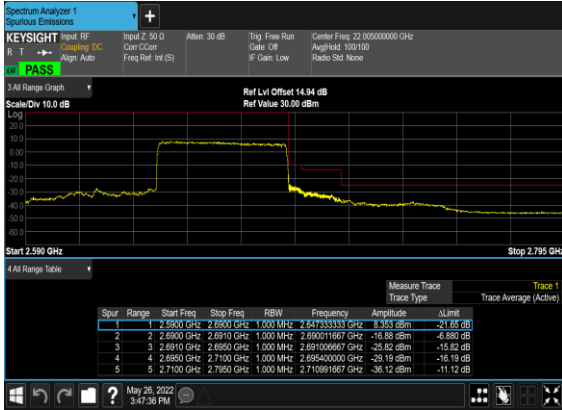 Spectrum Analyzer 1
Spurious Emissions
+
KEYSIGHT
R T
PASS
Input: RF
Coupling: DC
Align: Auto
Input Z: 50 Ω
Corr CCorr
Freq Ref: Int (S)
Atten: 30 dB
Trig: Free Run
Gate: Off
IF Gain: Low
Center Freq: 22.005000000 GHz
Avg|Hold: 100/100
Radio Std: None
3 All Range Graph
Scale/Div 10.0 dB
Ref Lvl Offset 14.94 dB
Ref Value 30.00 dBm
Log
20.0
10.0
0.00
-10.0
-20.0
-30.0
-40.0
-50.0
-60.0
Start 2.590 GHz
Stop 2.795 GHz
4 All Range Table
Measure Trace Trace 1
Trace Type Trace Average (Active)
Spur Range Start Freq Stop Freq RBW Frequency Amplitude ΔLimit
1 1 2.5900 GHz 2.6900 GHz 1.000 MHz 2.647333333 GHz 8.353 dBm -21.65 dB
2 2 2.6900 GHz 2.6910 GHz 1.000 MHz 2.690011667 GHz -16.88 dBm -6.880 dB
3 3 2.6910 GHz 2.6950 GHz 1.000 MHz 2.691006667 GHz -25.82 dBm -15.82 dB
4 4 2.6950 GHz 2.7100 GHz 1.000 MHz 2.695400000 GHz -29.19 dBm -16.19 dB
5 5 2.7100 GHz 2.7950 GHz 1.000 MHz 2.710991667 GHz -36.12 dBm -11.12 dB
?
May 26, 2022
3:47:36 PM